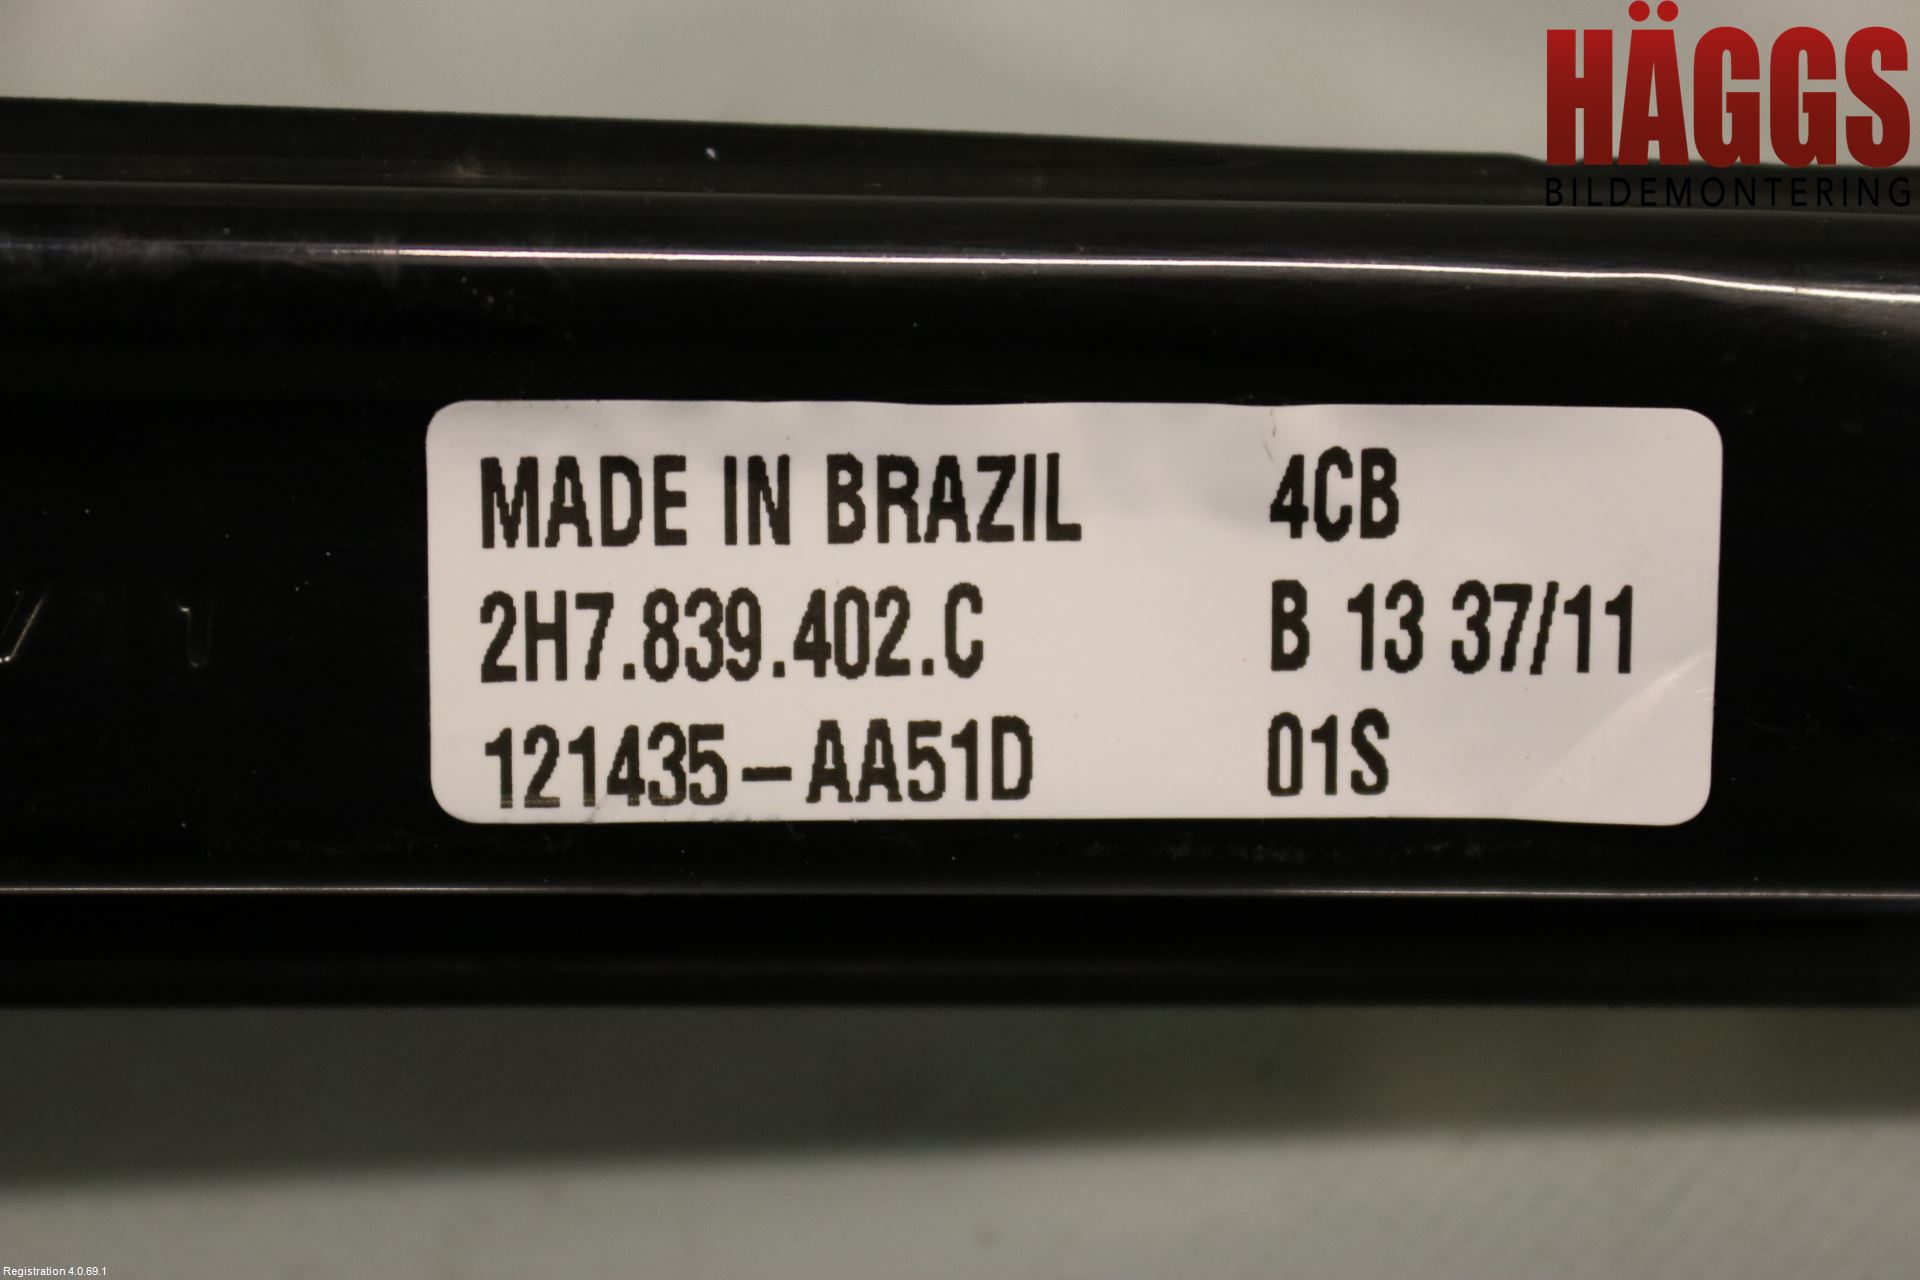 HÄGGS
BILDEMONTERING
MADE IN BRAZIL 4CB
2H7.839.402.C B 13 37/11
121435-AA51D 01S
Registration 4.0.69.1